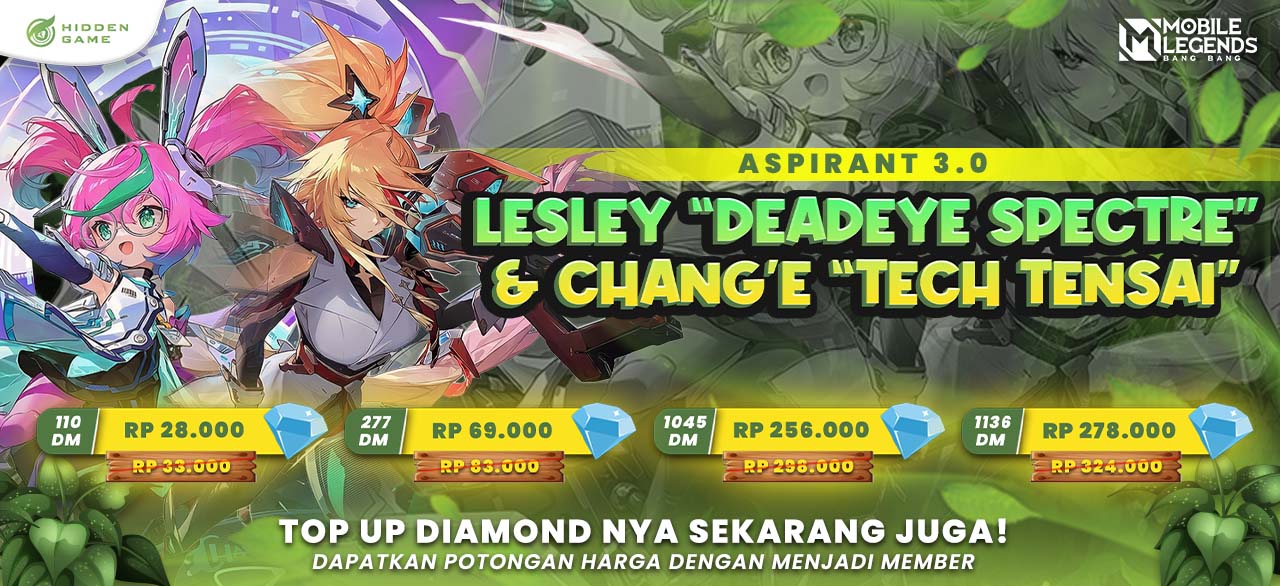 HIDDEN
GAME
MOBILE
LEGENDS
BANG BANG
ASPIRANT 3.0
LESLEY “DEADEYE SPECTRE”
& CHANG’E “TECH TENSAI”
110
DM
RP 28.000
RP 33.000
277
DM
RP 69.000
RP 83.000
1045
DM
RP 256.000
RP 298.000
1136
DM
RP 278.000
RP 324.000
TOP UP DIAMOND NYA SEKARANG JUGA!
DAPATKAN POTONGAN HARGA DENGAN MENJADI MEMBER